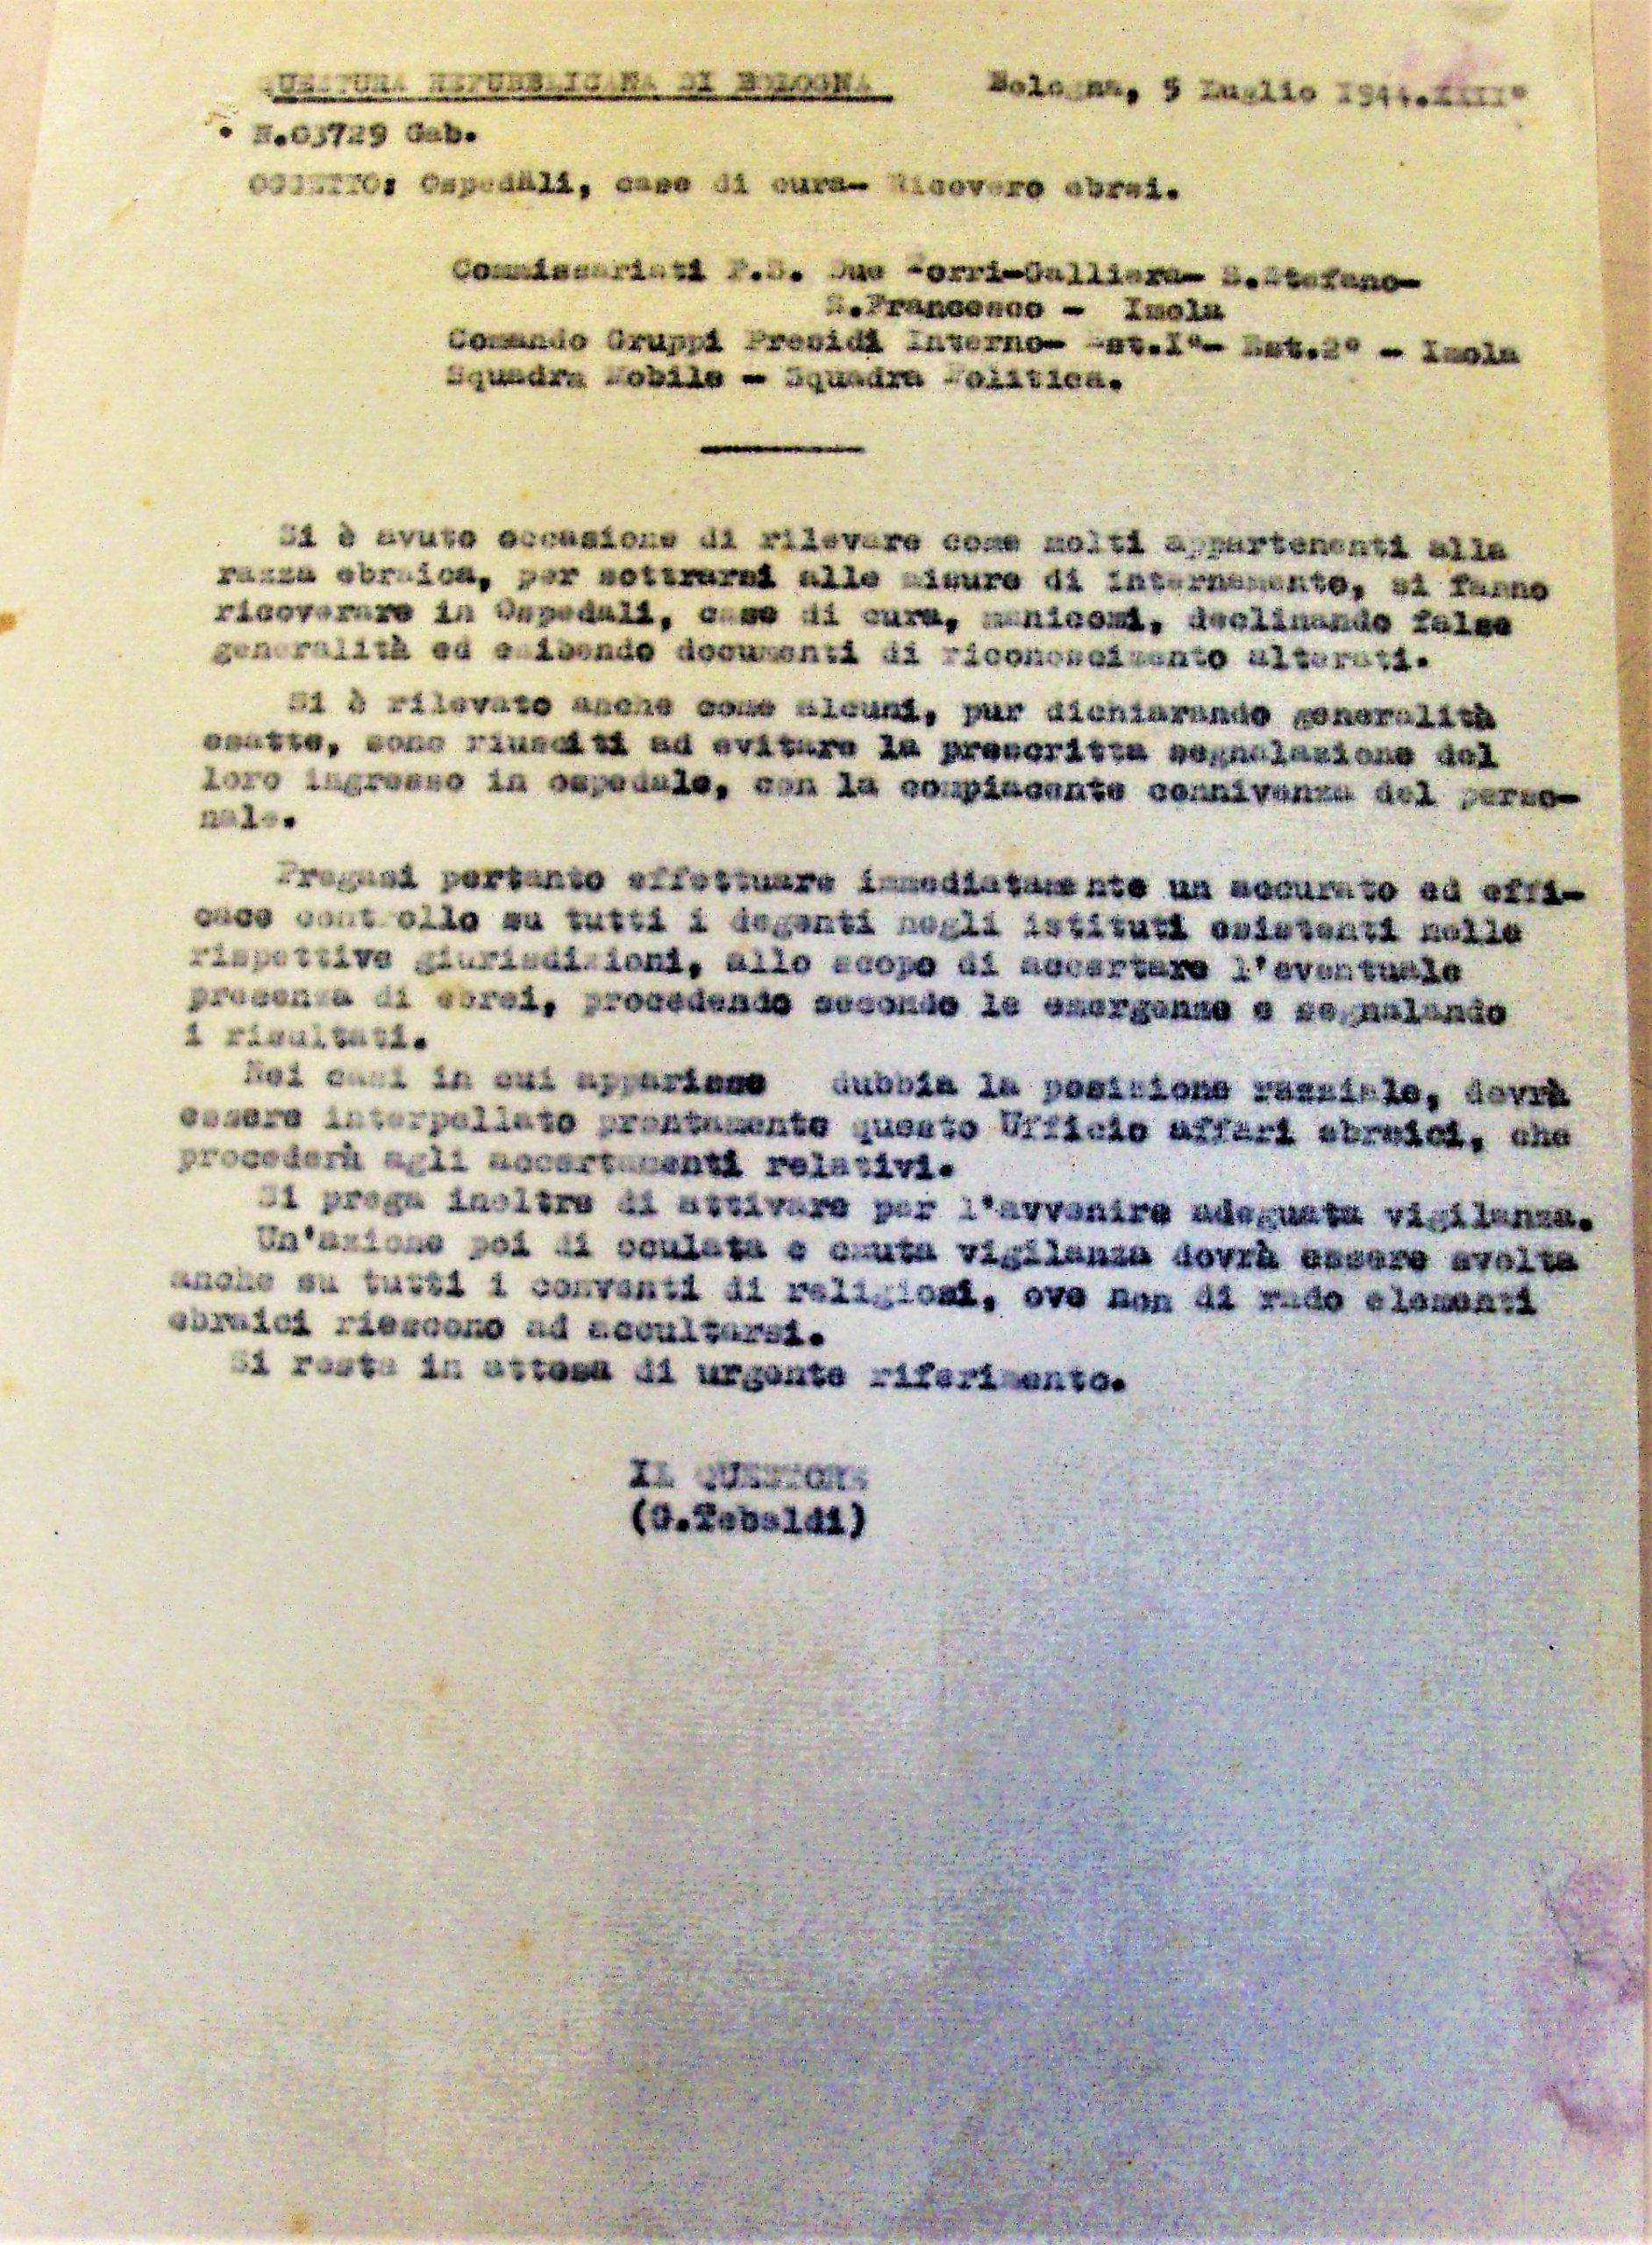 QUESTURA REPUBBLICANA DI BOLOGNA Bologna, 5 Luglio 1944.XXII°
N.03729 Gab.
OGGETTO: Ospedali, case di cura- Ricovero ebrei.
Commissariati P.S. Due Torri-Galliera- S.Stefano-
S.Francesco - Imola
Comando Gruppi Presidi Interno- Est.I°- Est.2° - Imola
Squadra Mobile - Squadra Politica.
Si è avuto occasione di rilevare come molti appartenenti alla
razza ebraica, per sottrarsi alle misure di internamento, si fanno
ricoverare in Ospedali, case di cura, manicomi, declinando false
generalità ed esibendo documenti di riconoscimento alterati.
Si è rilevato anche come alcuni, pur dichiarando generalità
esatte, sono riusciti ad evitare la prescritta segnalazione del
loro ingresso in ospedale, con la compiacente connivenza del perso-
nale.
Pregasi pertanto effettuare immediatamente un accurato ed effi-
cace controllo su tutti i degenti negli istituti esistenti nelle
rispettive giurisdizioni, allo scopo di accertare l'eventuale
presenza di ebrei, procedendo secondo le emergenze e segnalando
i risultati.
Nei casi in cui apparisse dubbia la posizione razziale, dovrà
essere interpellato prontamente questo Ufficio affari ebraici, che
procederà agli accertamenti relativi.
Si prega inoltre di attivare per l'avvenire adeguata vigilanza.
Un'azione poi di oculata e cauta vigilanza dovrà essere svolta
anche su tutti i conventi di religiosi, ove non di rado elementi
ebraici riescono ad accultarsi.
Si resta in attesa di urgente riferimento.
IL QUESTORE
(G.Tebaldi)